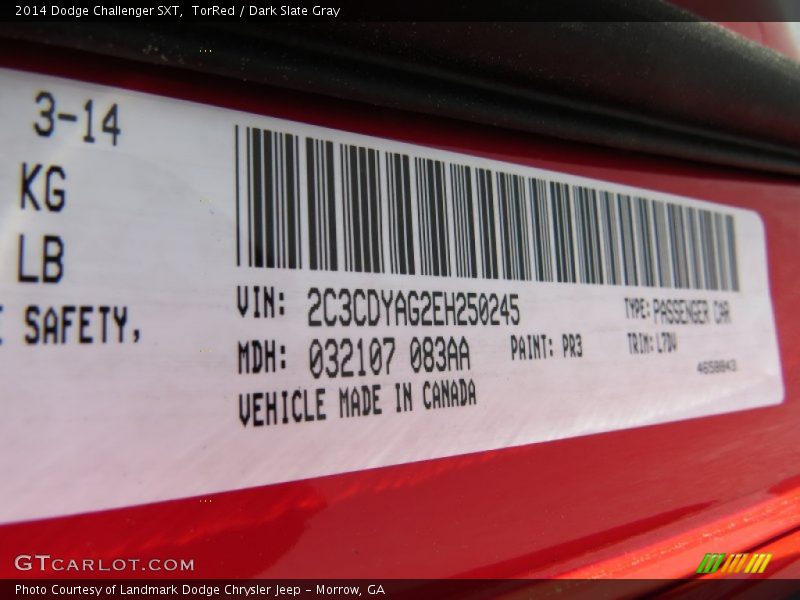 2014 Dodge Challenger SXT, TorRed / Dark Slate Gray
3-14
KG
LB
E SAFETY,
VIN: 2C3CDYAG2EH250245
TYPE: PASSENGER CAR
MDH: 032107 083AA
PAINT: PR3
TRIM: L7DV
4658843
VEHICLE MADE IN CANADA
GTCARLOT.COM
Photo Courtesy of Landmark Dodge Chrysler Jeep - Morrow, GA